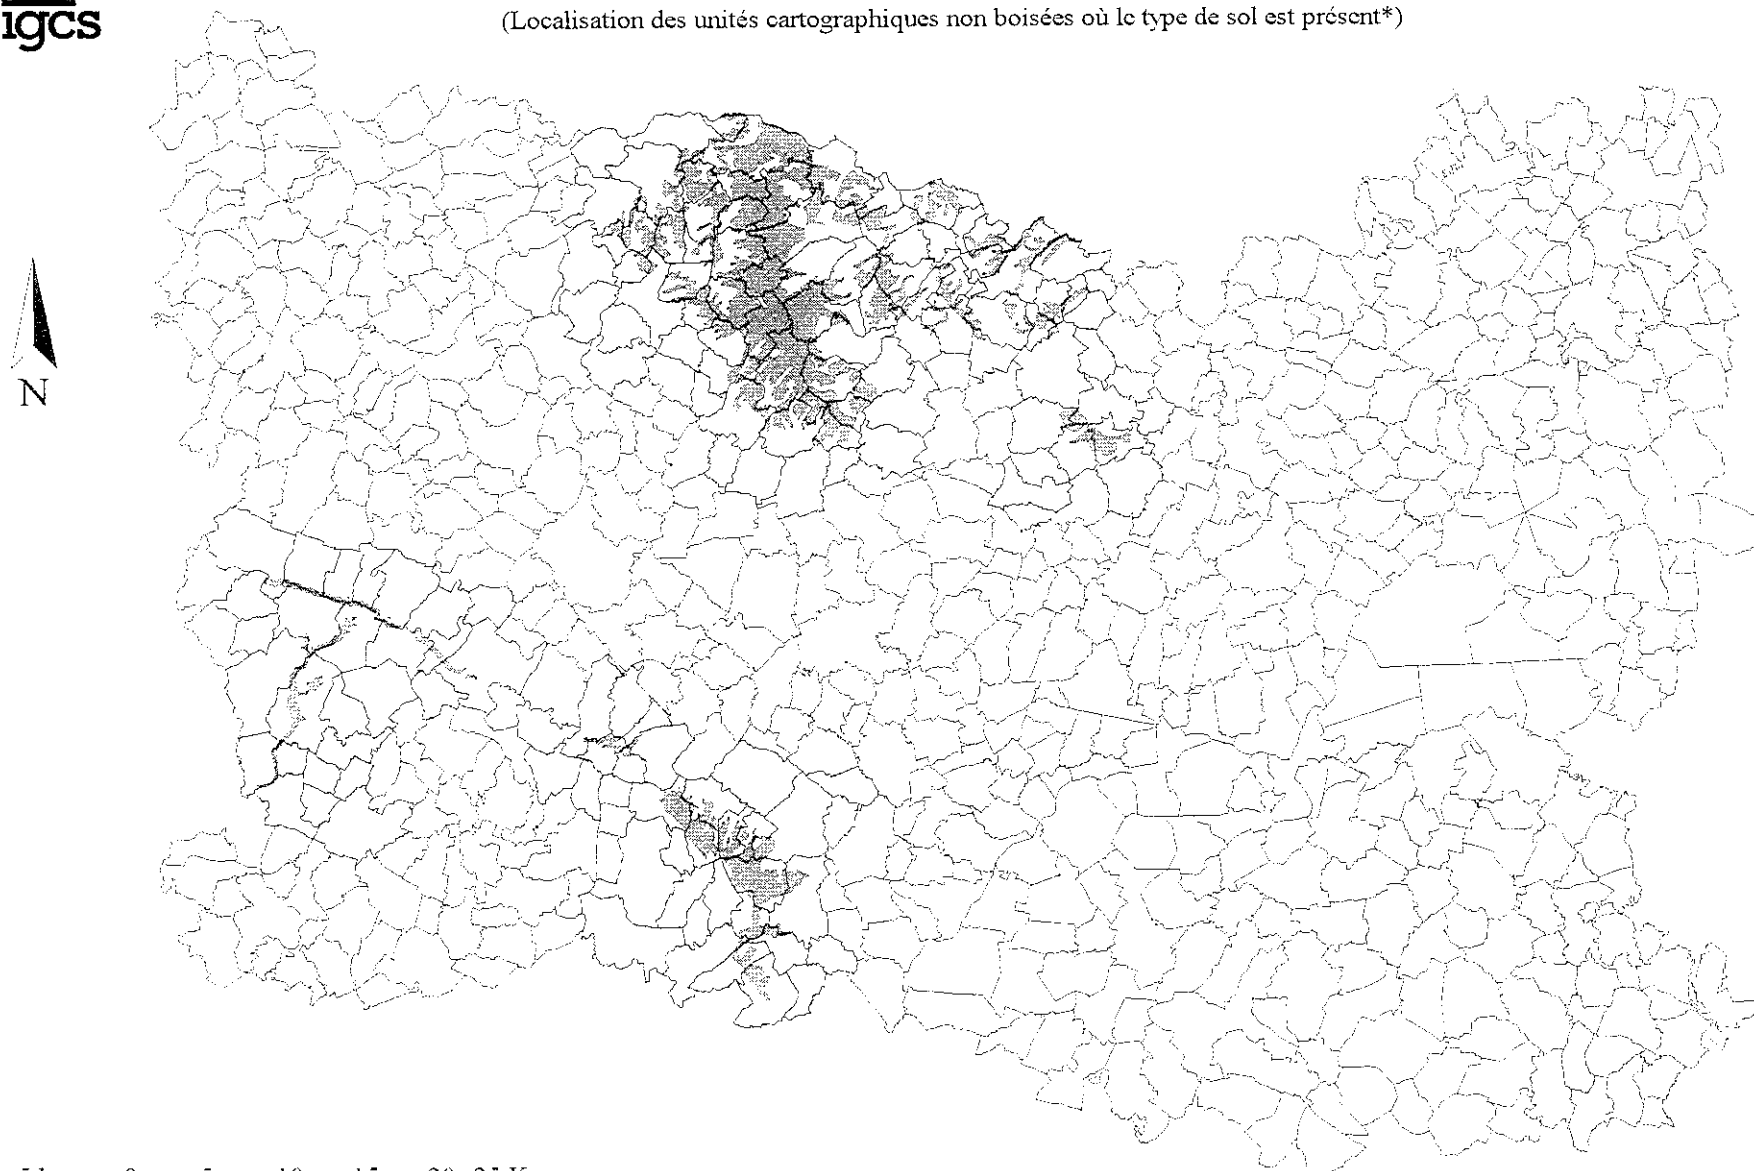 igcs
(Localisation des unités cartographiques non boisées où le type de sol est présent*)
N